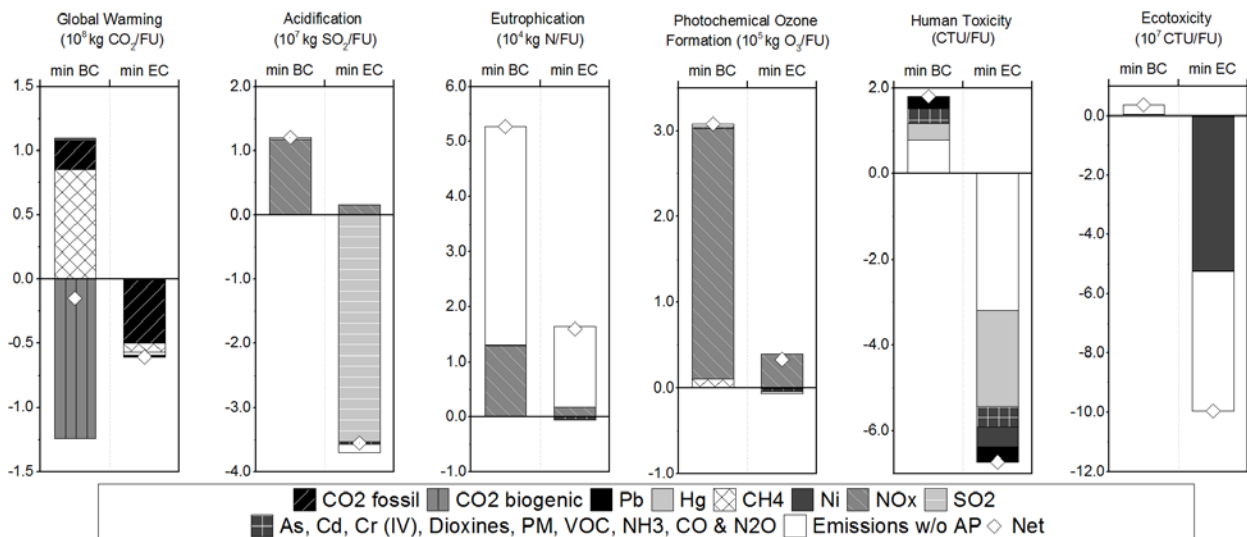 Global Warming
(10⁸ kg CO₂/FU)
min BC min EC
1.5
1.0
0.5
0.0
-0.5
-1.0
-1.5
Acidification
(10⁷ kg SO₂/FU)
min BC min EC
2.0
1.0
0.0
-1.0
-2.0
-3.0
-4.0
Eutrophication
(10⁴ kg N/FU)
min BC min EC
6.0
5.0
4.0
3.0
2.0
1.0
0.0
-1.0
Photochemical Ozone
Formation (10⁵ kg O₃/FU)
min BC min EC
3.0
2.0
1.0
0.0
-1.0
Human Toxicity
(CTU/FU)
min BC min EC
2.0
0.0
-2.0
-4.0
-6.0
Ecotoxicity
(10⁷ CTU/FU)
min BC min EC
0.0
-2.0
-4.0
-6.0
-8.0
-10.0
-12.0
CO2 fossil CO2 biogenic Pb Hg CH4 Ni NOx SO2
As, Cd, Cr (IV), Dioxines, PM, VOC, NH3, CO & N2O Emissions w/o AP Net